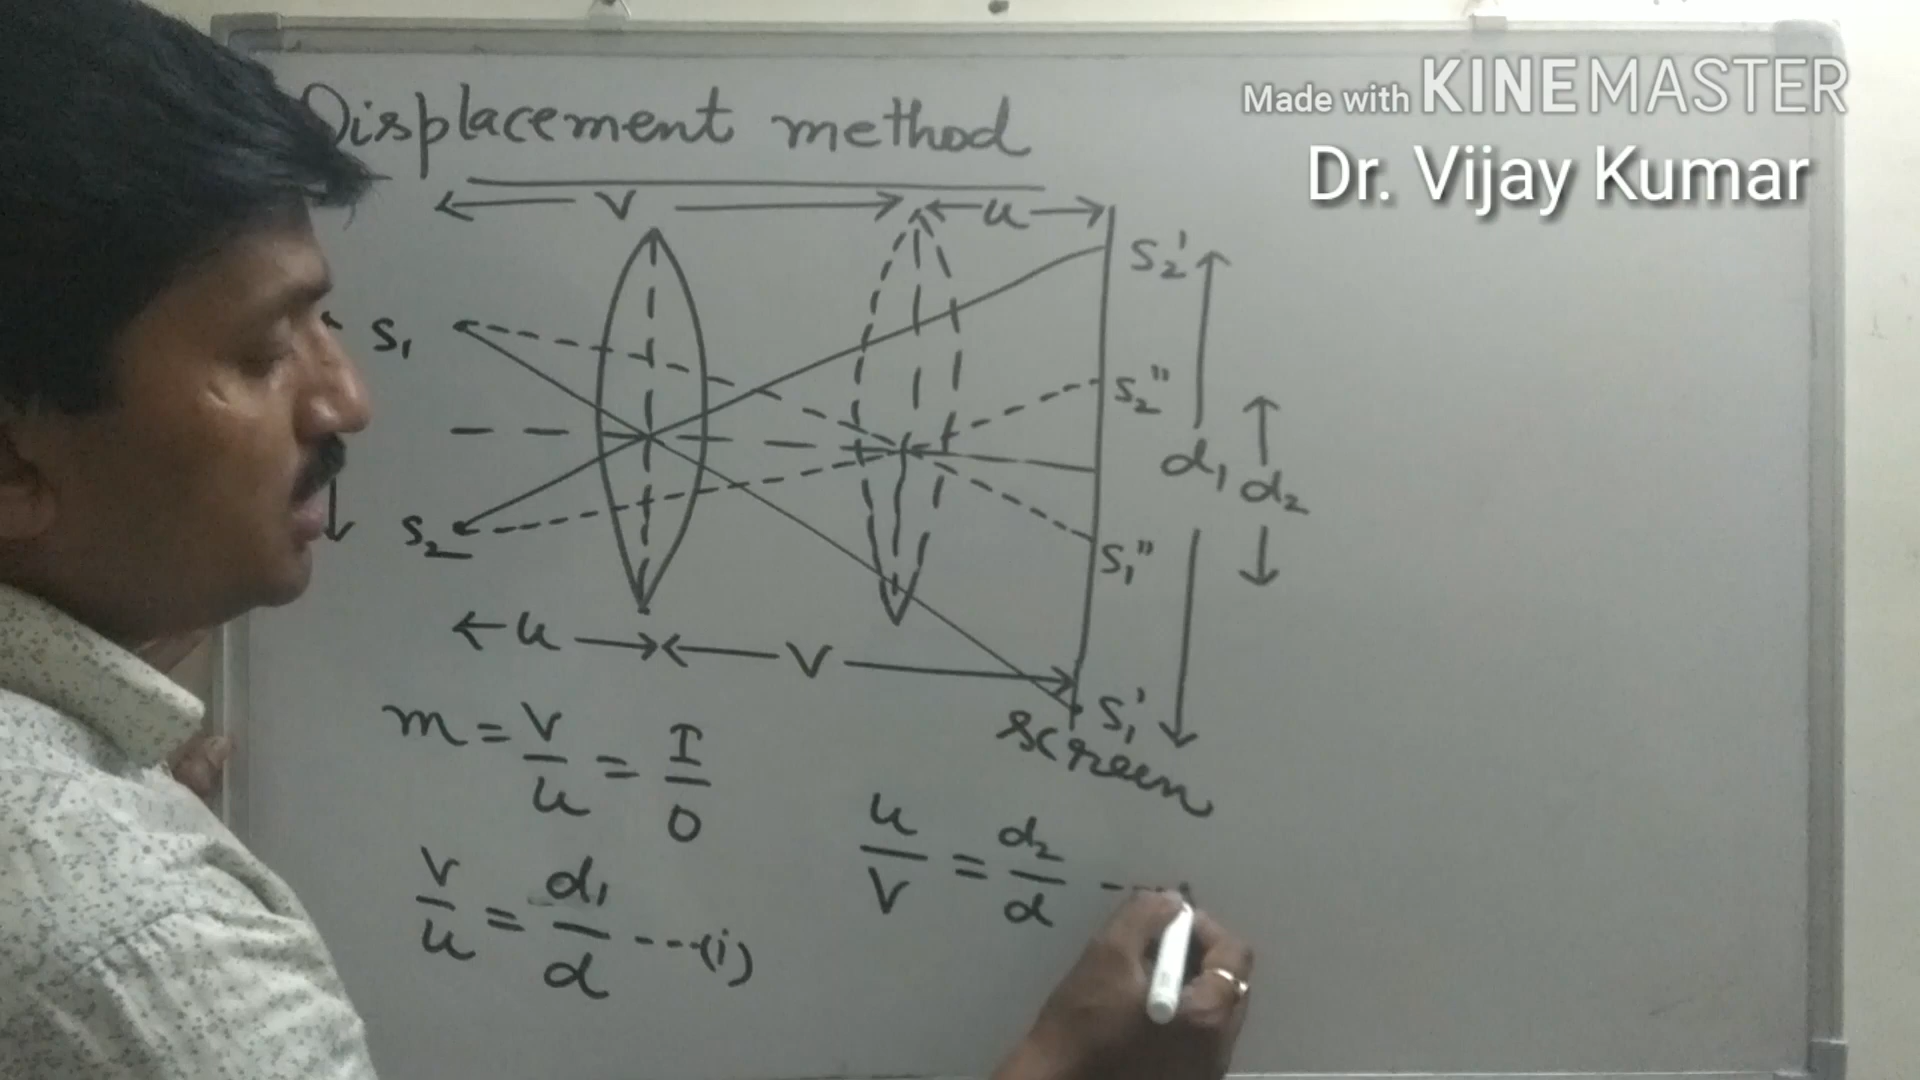 Made with KINEMASTER
Dr. Vijay Kumar
Displacement method
v u
S₂'
S₁
S₂"
d₁ d₂
S₂
S₁"
u v
S₁'
screen
m = v/u = I/O
v/u = d₁/d ---(i)
u/v = d₂/d ---